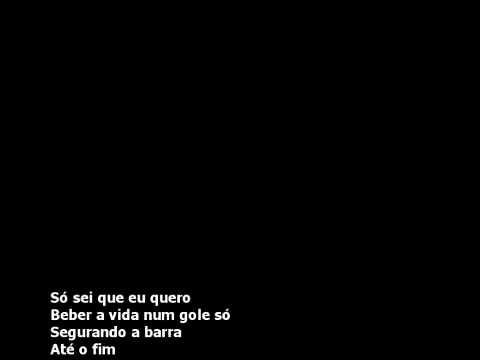 Só sei que eu quero
Beber a vida num gole só
Segurando a barra
Até o fim